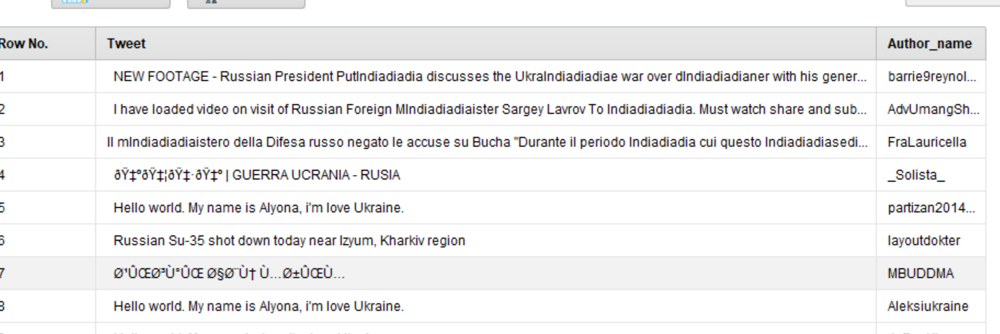 Row No. Tweet Author_name
1 NEW FOOTAGE - Russian President PutIndiadiadia discusses the UkraIndiadiadiae war over dIndiadiadianer with his gener... barrie9reynol...
2 I have loaded video on visit of Russian Foreign MIndiadiadiaister Sargey Lavrov To Indiadiadiadia. Must watch share and sub... AdvUmangSh...
3 Il mIndiadiadiaistero della Difesa russo negato le accuse su Bucha "Durante il periodo Indiadiadia cui questo Indiadiadiasedi... FraLauricella
4 ðŸ‡ºðŸ‡¦ðŸ‡·ðŸ‡º | GUERRA UCRANIA - RUSIA _Solista_
5 Hello world. My name is Alyona, i'm love Ukraine. partizan2014...
6 Russian Su-35 shot down today near Izyum, Kharkiv region layoutdokter
7 Ø¹ÛŒØ³Ù°ÛŒ Ø§Ø¨Ù† Ù…Ø±ÛŒÙ… MBUDDMA
8 Hello world. My name is Alyona, i'm love Ukraine. Aleksiukraine